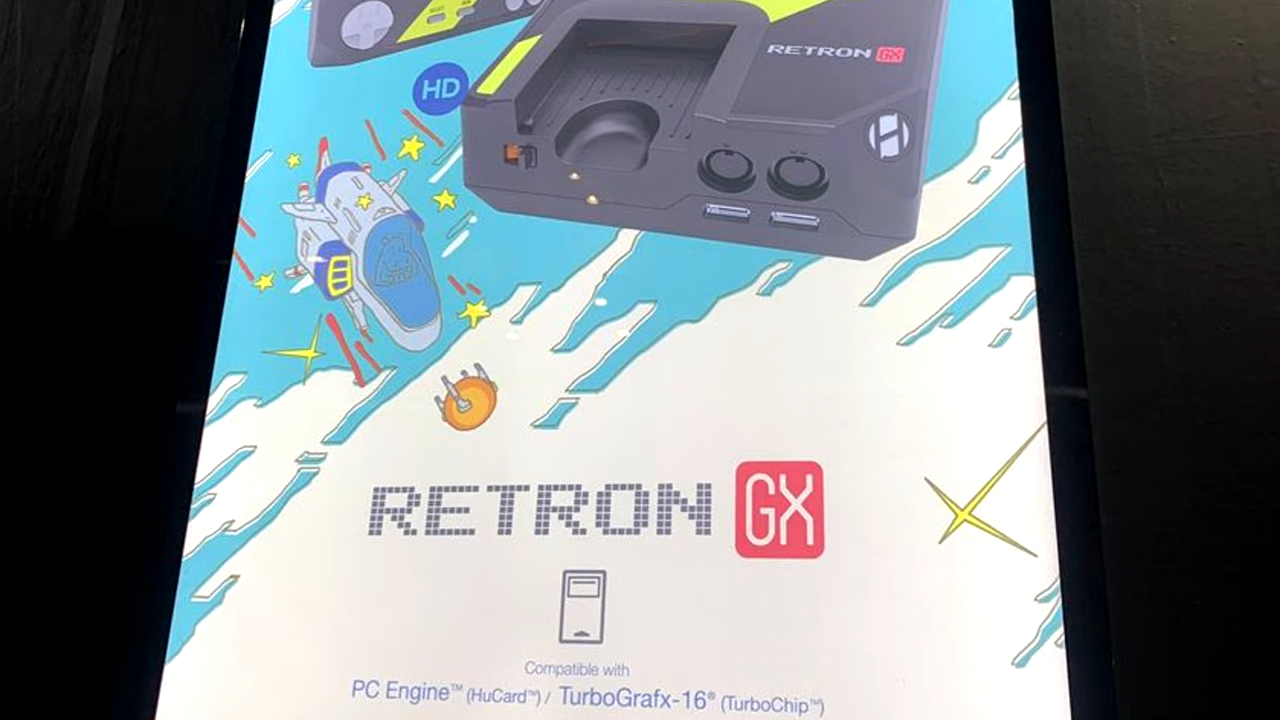 RETRON GX
HD
RETRON GX
Compatible with
PC Engine™ (HuCard™) / TurboGrafx-16® (TurboChip™)